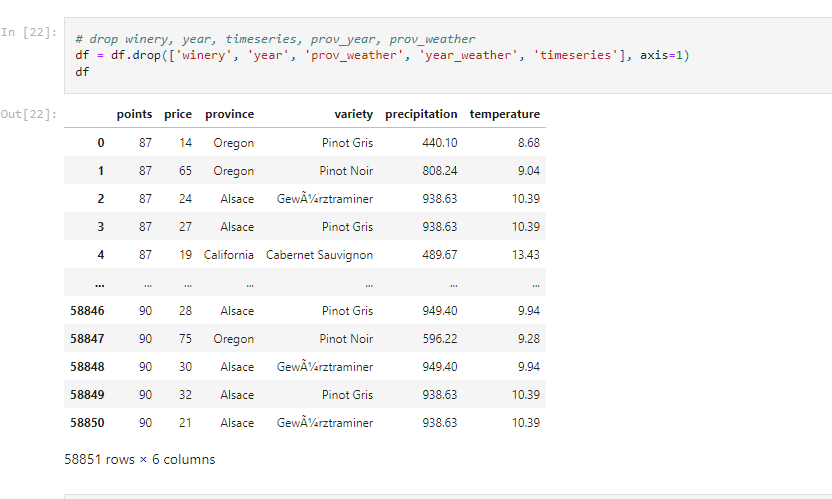 In [22]:
# drop winery, year, timeseries, prov_year, prov_weather
df = df.drop(['winery', 'year', 'prov_weather', 'year_weather', 'timeseries'], axis=1)
df
Out[22]:
points price province variety precipitation temperature
0 87 14 Oregon Pinot Gris 440.10 8.68
1 87 65 Oregon Pinot Noir 808.24 9.04
2 87 24 Alsace GewÃ¼rztraminer 938.63 10.39
3 87 27 Alsace Pinot Gris 938.63 10.39
4 87 19 California Cabernet Sauvignon 489.67 13.43
... ... ... ... ... ... ...
58846 90 28 Alsace Pinot Gris 949.40 9.94
58847 90 75 Oregon Pinot Noir 596.22 9.28
58848 90 30 Alsace GewÃ¼rztraminer 949.40 9.94
58849 90 32 Alsace Pinot Gris 938.63 10.39
58850 90 21 Alsace GewÃ¼rztraminer 938.63 10.39
58851 rows × 6 columns